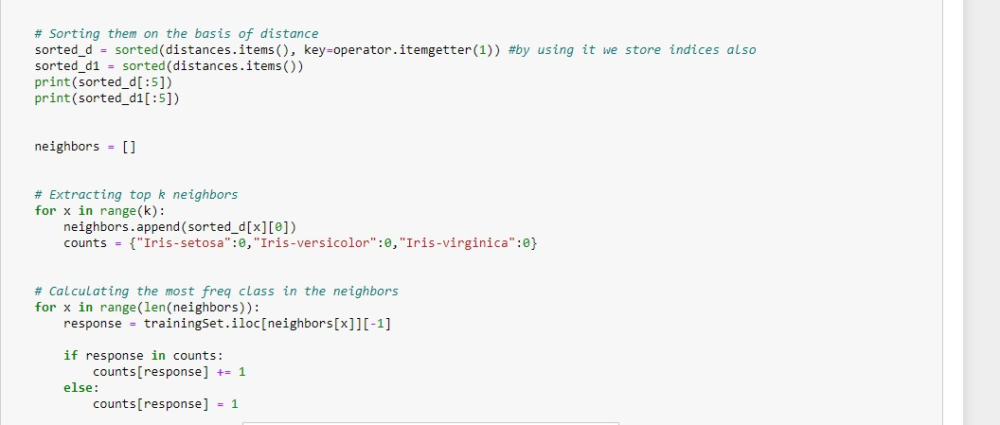 # Sorting them on the basis of distance
sorted_d = sorted(distances.items(), key=operator.itemgetter(1)) #by using it we store indices also
sorted_d1 = sorted(distances.items())
print(sorted_d[:5])
print(sorted_d1[:5])
neighbors = []
# Extracting top k neighbors
for x in range(k):
    neighbors.append(sorted_d[x][0])
    counts = {"Iris-setosa":0,"Iris-versicolor":0,"Iris-virginica":0}
# Calculating the most freq class in the neighbors
for x in range(len(neighbors)):
    response = trainingSet.iloc[neighbors[x]][-1]
    if response in counts:
        counts[response] += 1
    else:
        counts[response] = 1